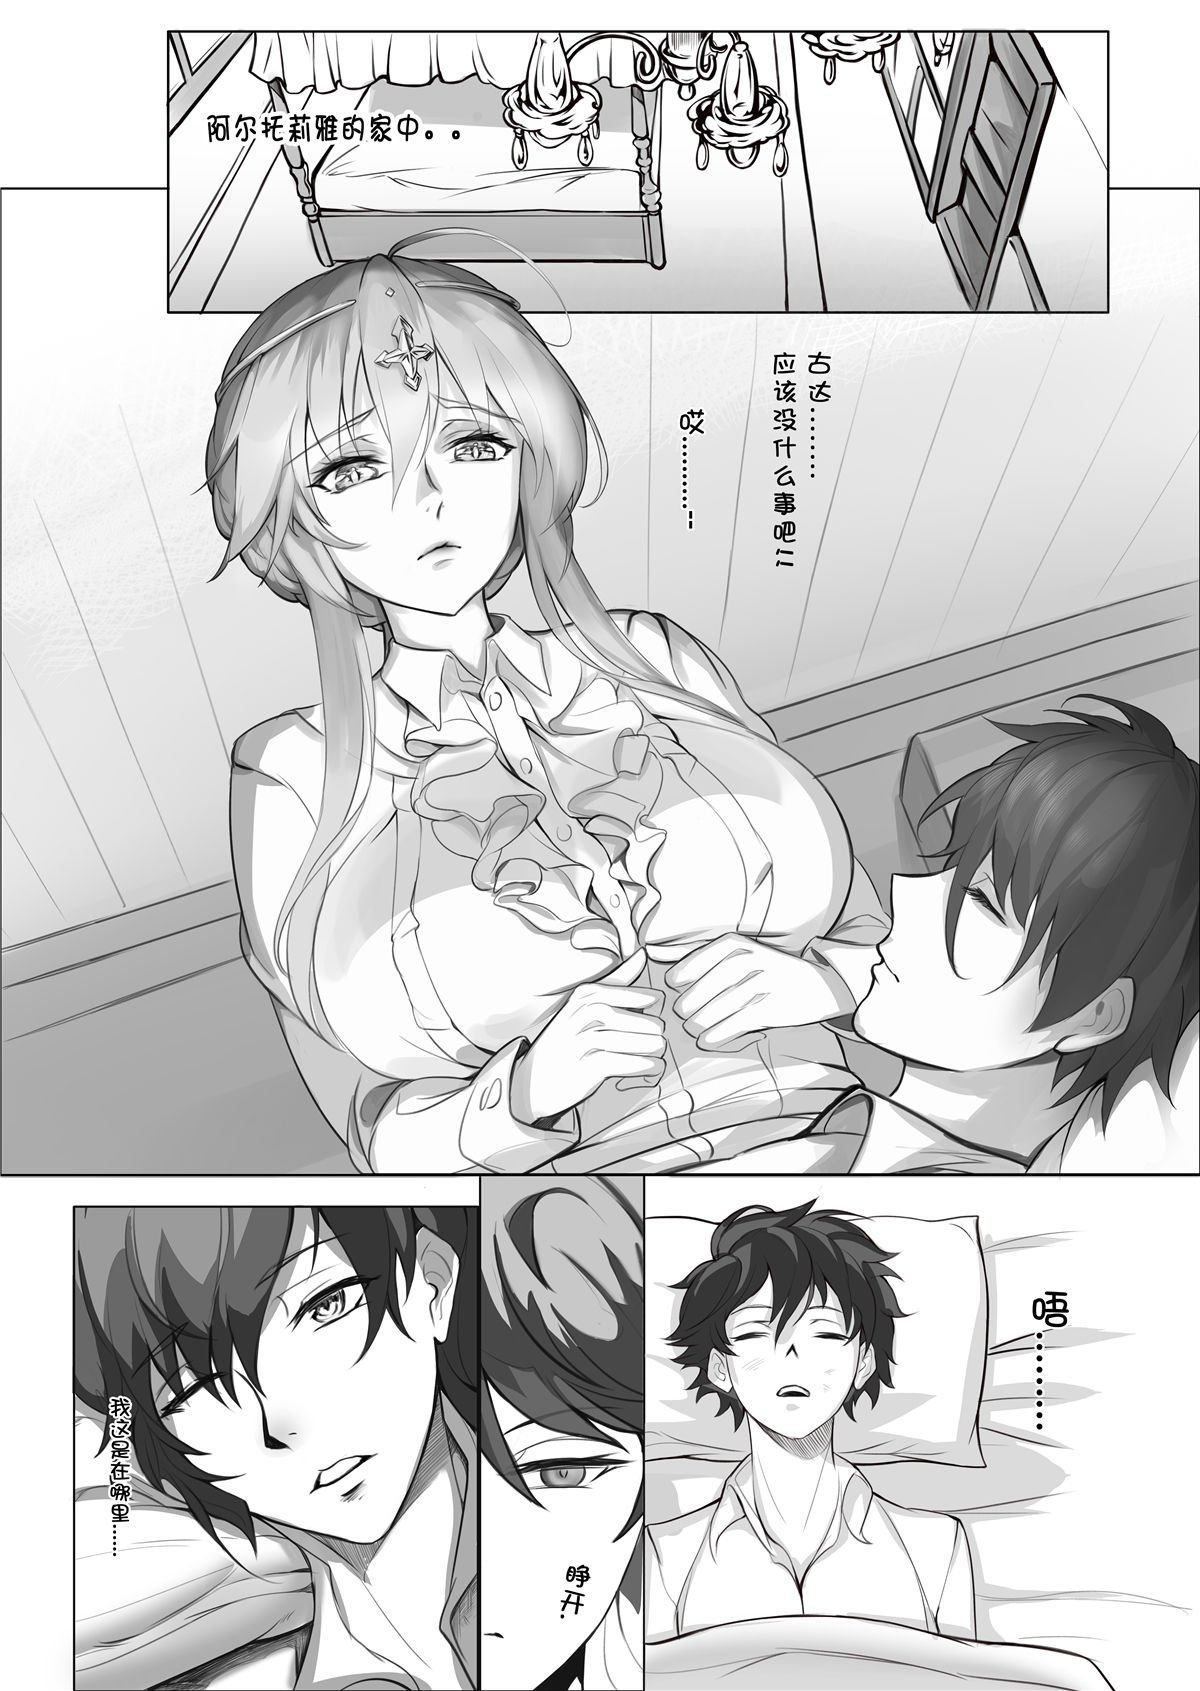 阿尔托莉雅的家中。。
古达………
应该没什么事吧！！
哎…………！
唔…………
睁开
我这是在哪里……